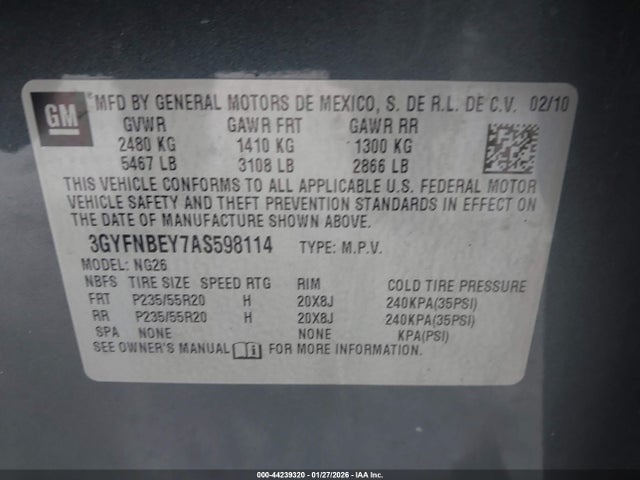 GM MFD BY GENERAL MOTORS DE MEXICO, S. DE R.L. DE C.V. 02/10
GVWR GAWR FRT GAWR RR
2480 KG 1410 KG 1300 KG
5467 LB 3108 LB 2866 LB
THIS VEHICLE CONFORMS TO ALL APPLICABLE U.S. FEDERAL MOTOR
VEHICLE SAFETY AND THEFT PREVENTION STANDARDS IN EFFECT ON
THE DATE OF MANUFACTURE SHOWN ABOVE.
3GYFNBEY7AS598114 TYPE: M.P.V.
MODEL: NG26
NBFS TIRE SIZE SPEED RTG RIM COLD TIRE PRESSURE
FRT P235/55R20 H 20X8J 240KPA(35PSI)
RR P235/55R20 H 20X8J 240KPA(35PSI)
SPA NONE NONE KPA(PSI)
SEE OWNER'S MANUAL FOR MORE INFORMATION.
000-44239320 | 01/27/2026 | IAA Inc.